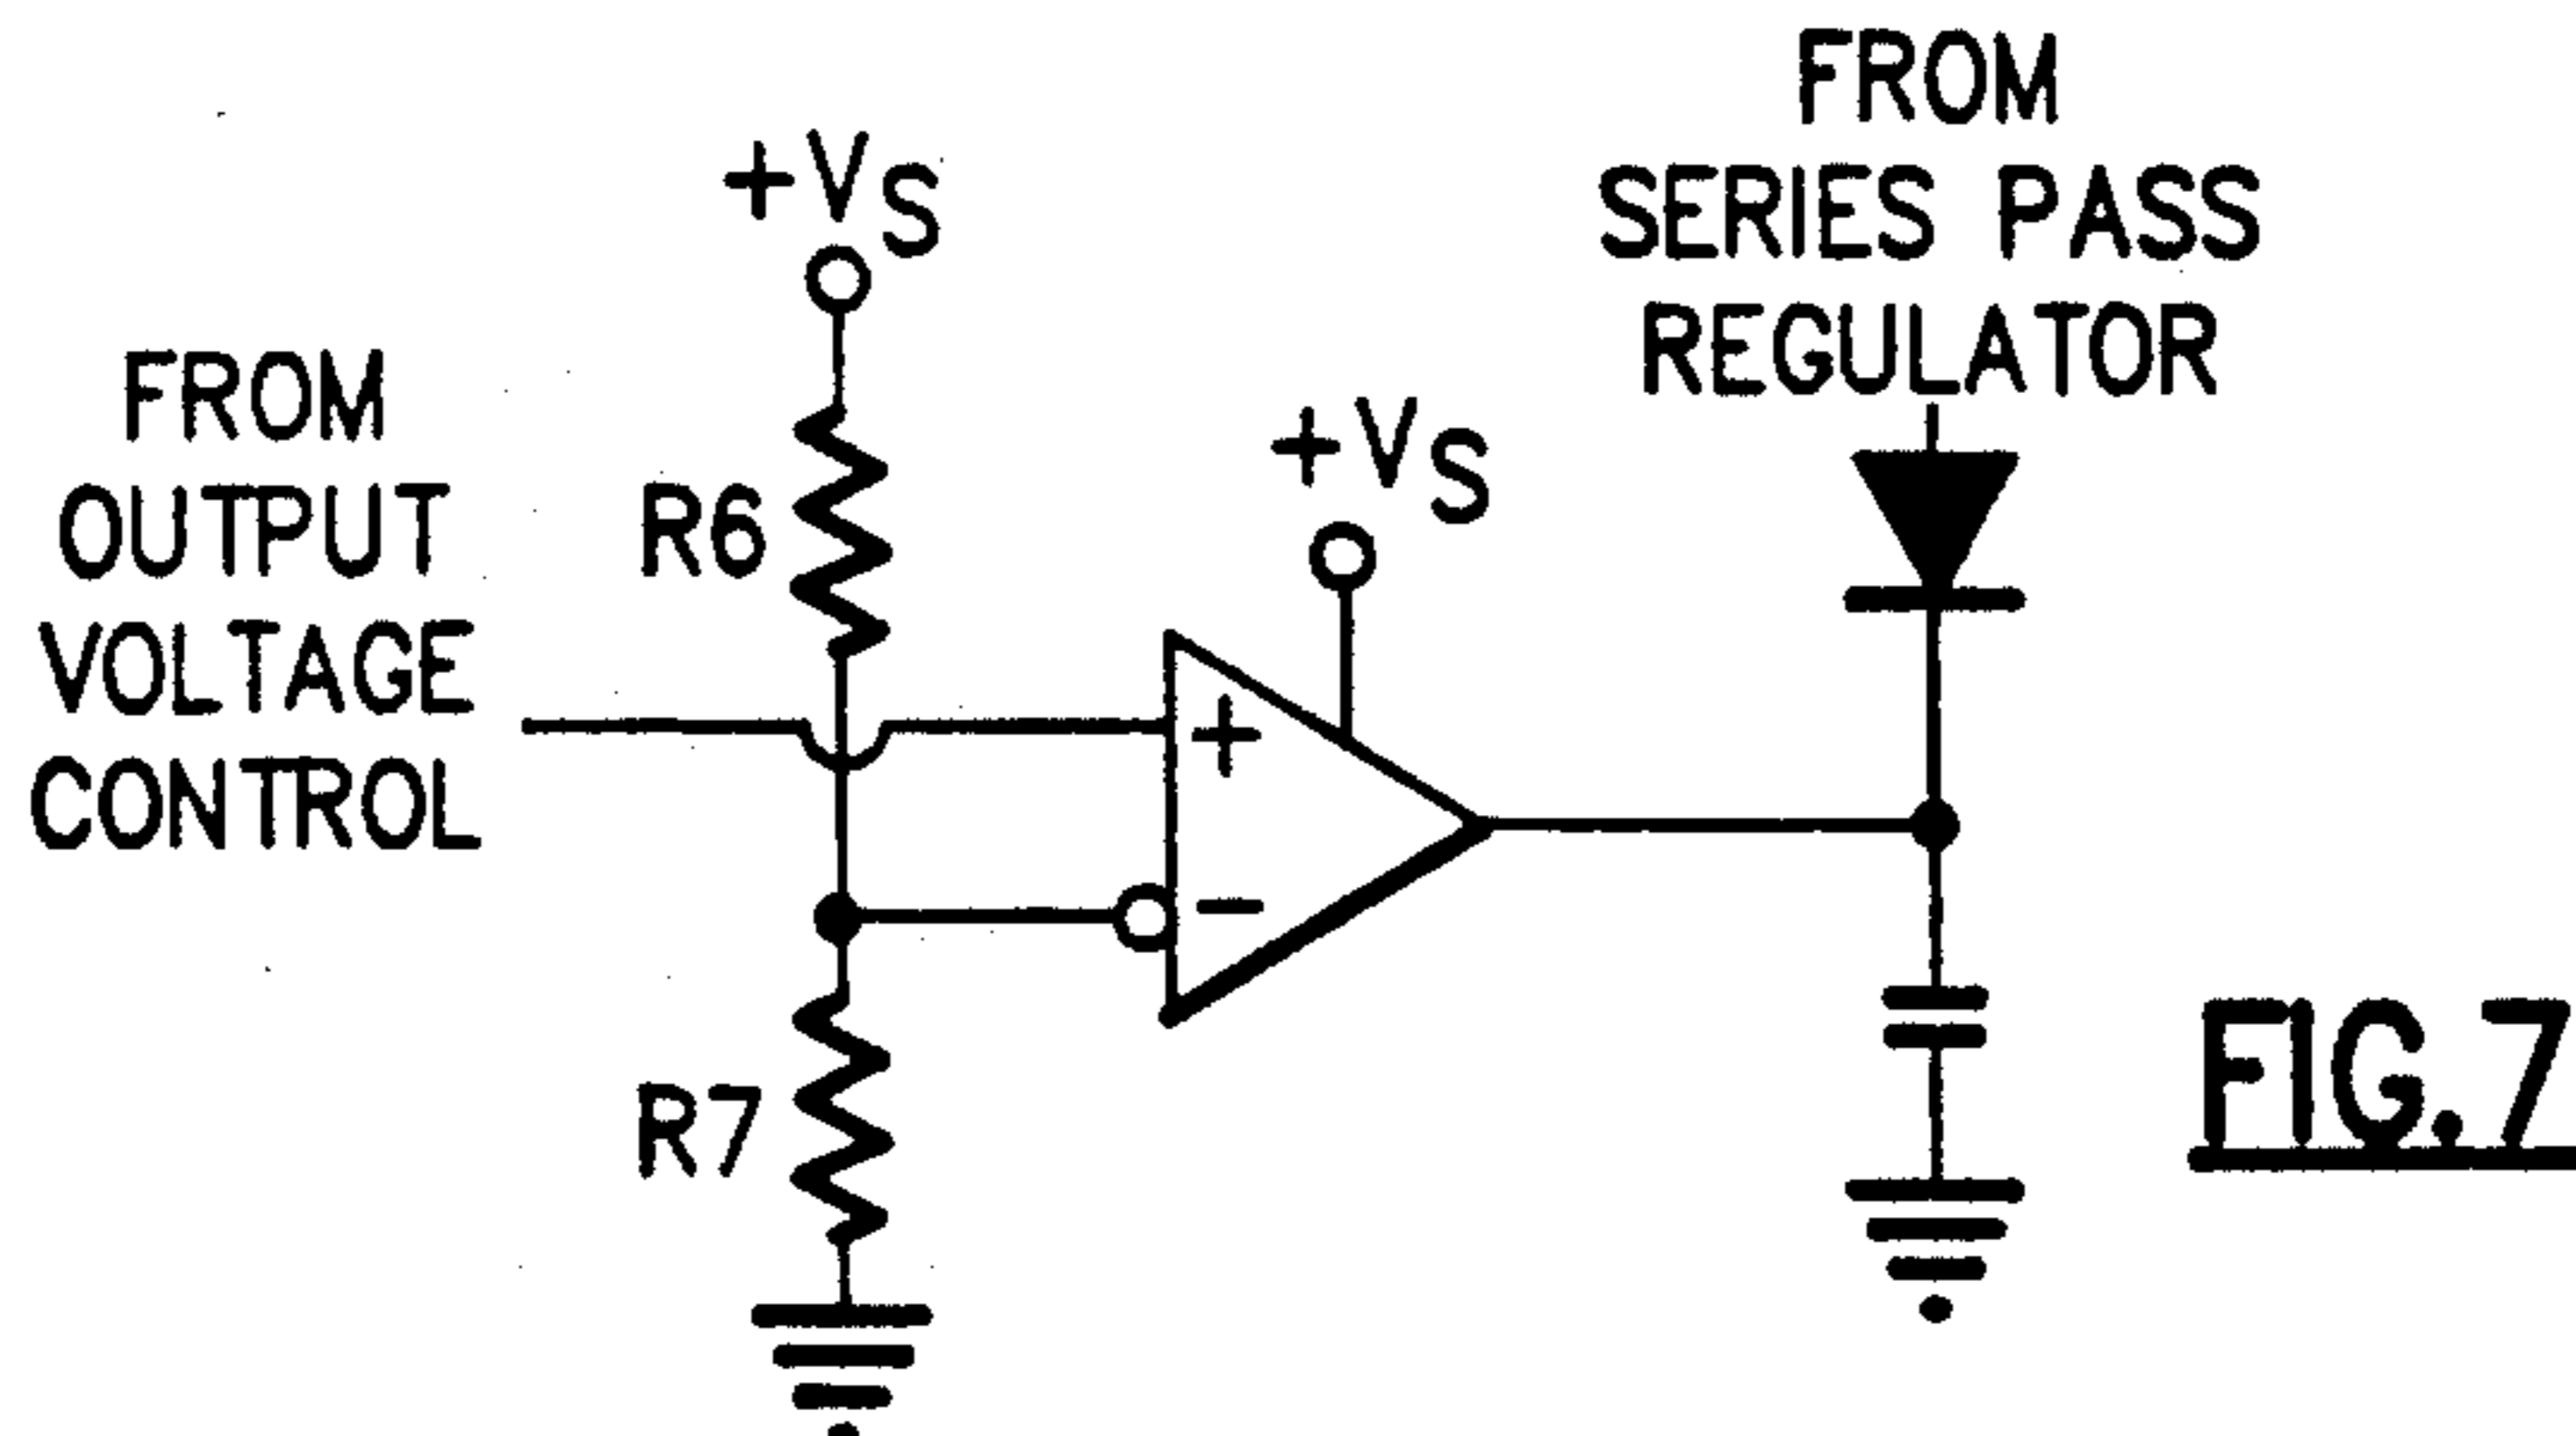 FROM
SERIES PASS
REGULATOR
+VS
+VS
FROM
OUTPUT
VOLTAGE
CONTROL
R6
+
−
R7
FIG.7